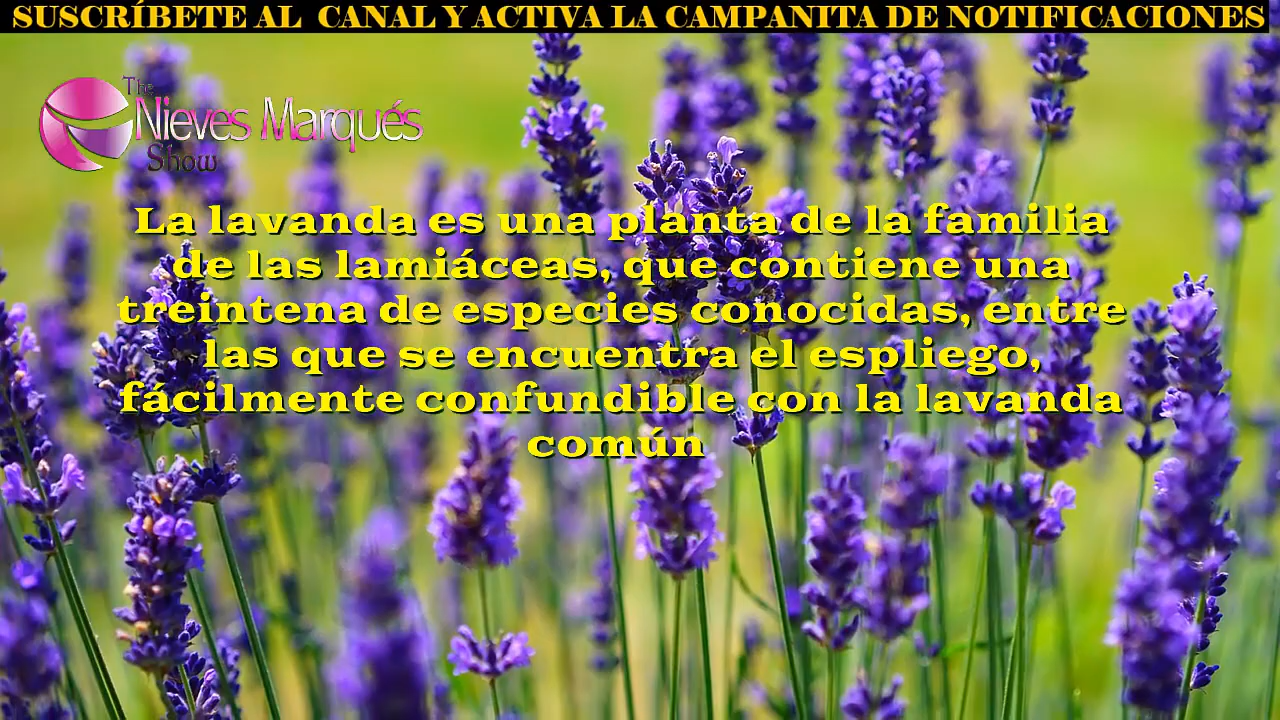 SUSCRÍBETE AL CANAL Y ACTIVA LA CAMPANITA DE NOTIFICACIONES
The
Nieves Marqués
Show
La lavanda es una planta de la familia
de las lamiáceas, que contiene una
treintena de especies conocidas, entre
las que se encuentra el espliego,
fácilmente confundible con la lavanda
común